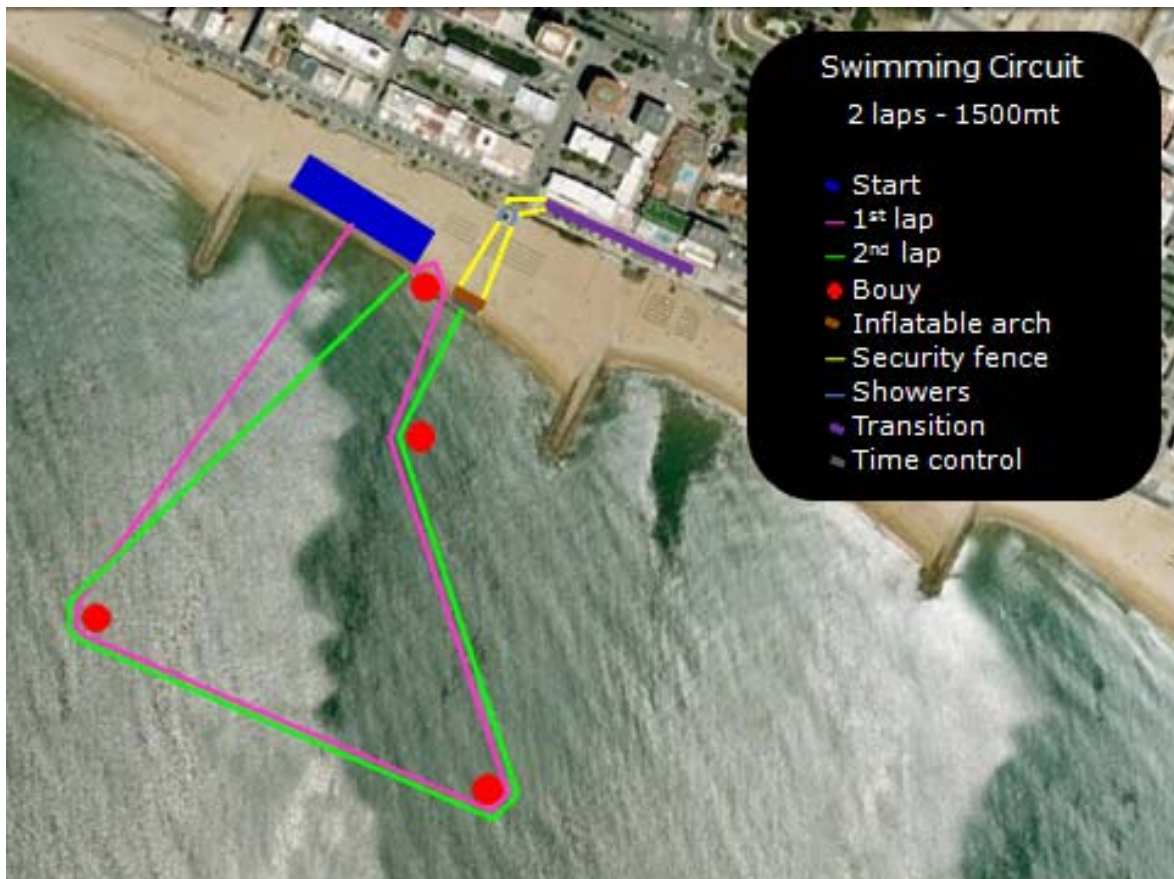 Swimming Circuit
2 laps - 1500mt
Start
1st lap
2nd lap
Bouy
Inflatable arch
Security fence
Showers
Transition
Time control